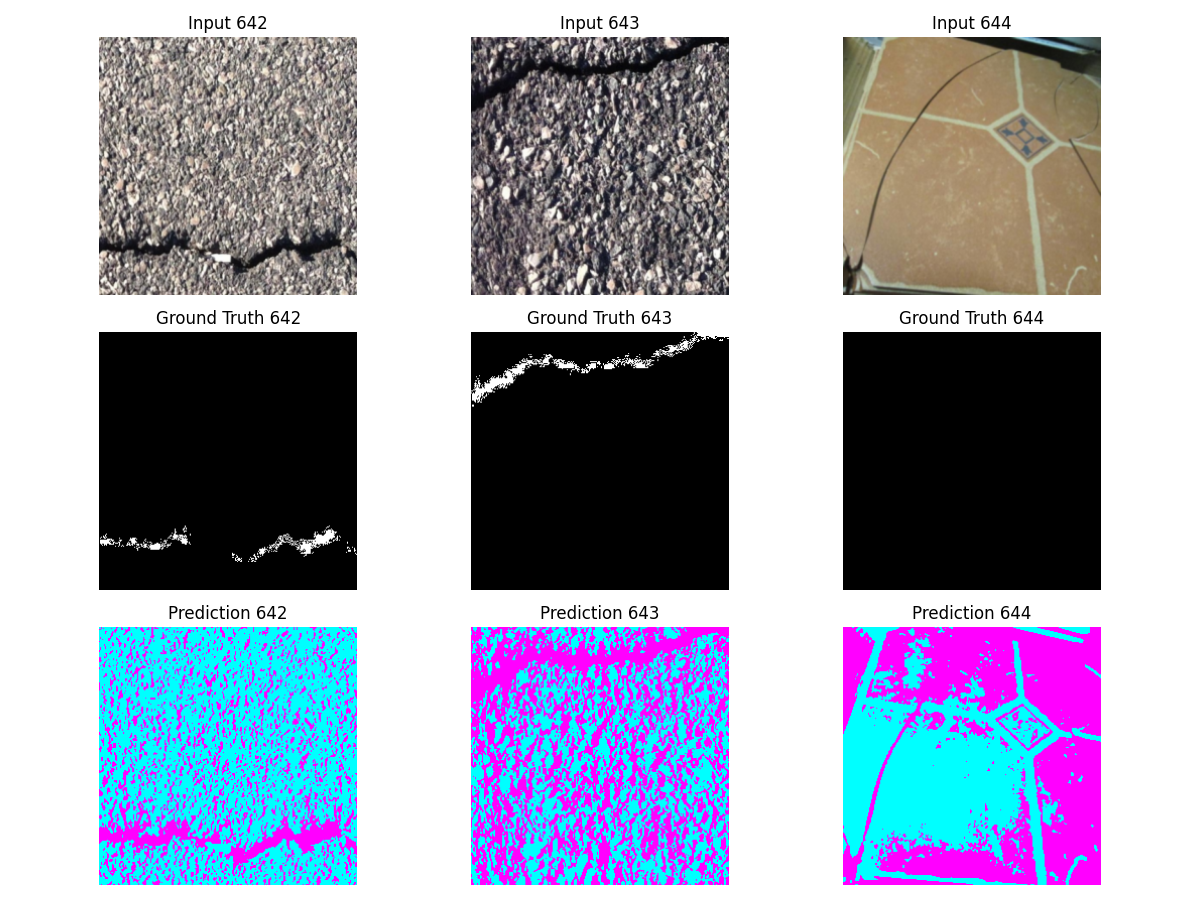 Input 642
Input 643
Input 644
Ground Truth 642
Ground Truth 643
Ground Truth 644
Prediction 642
Prediction 643
Prediction 644